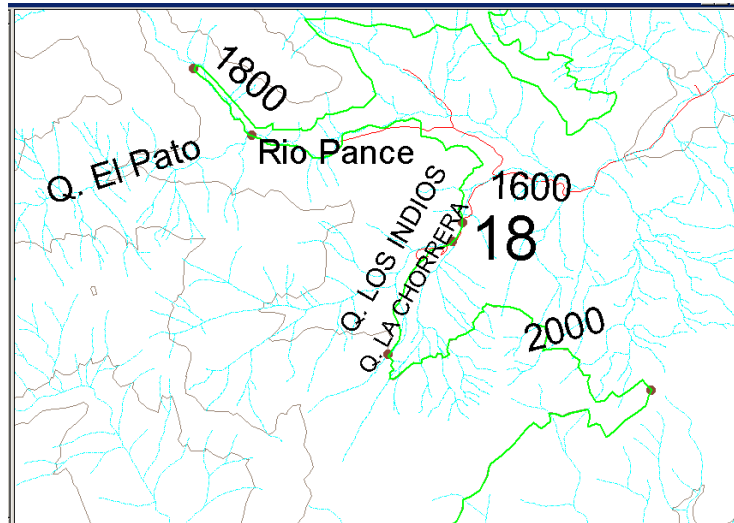 1800
Rio Pance
Q. El Pato
1600
Q. LOS INDIOS
18
Q. LA CHORRERA
2000